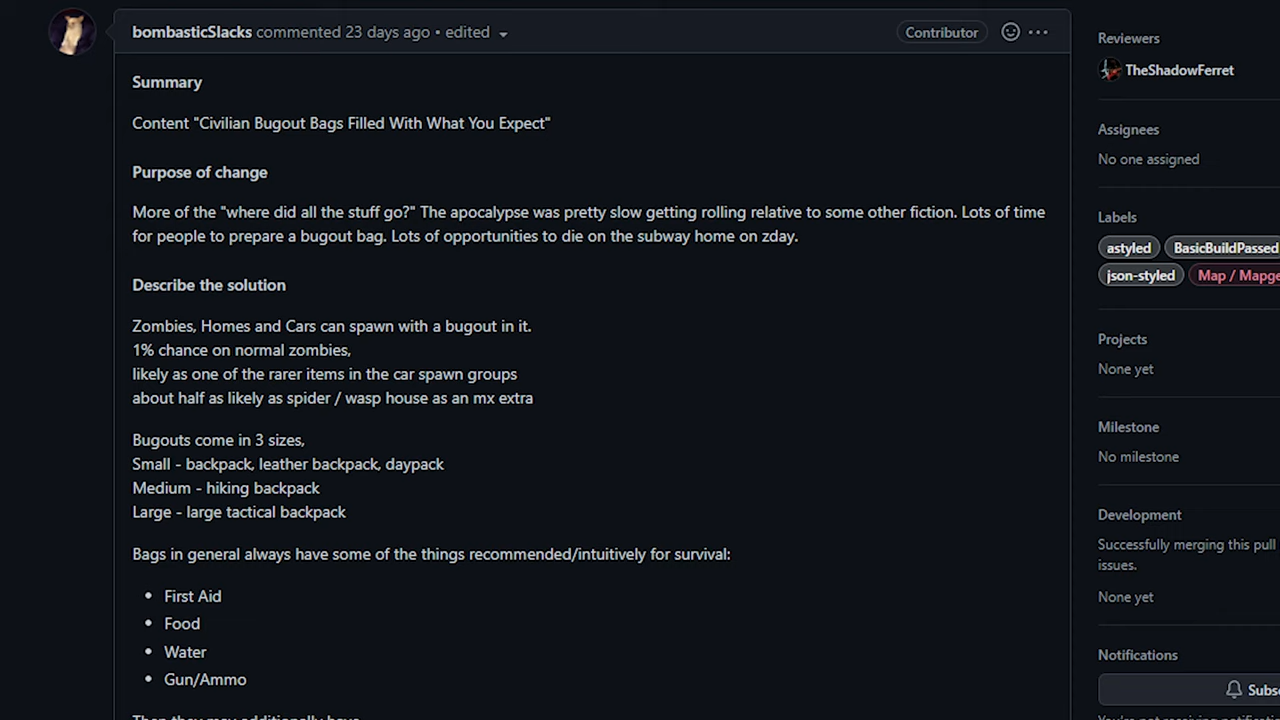 bombasticSlacks commented 23 days ago • edited
Contributor
Summary
Content "Civilian Bugout Bags Filled With What You Expect"
Purpose of change
More of the "where did all the stuff go?" The apocalypse was pretty slow getting rolling relative to some other fiction. Lots of time
for people to prepare a bugout bag. Lots of opportunities to die on the subway home on zday.
Describe the solution
Zombies, Homes and Cars can spawn with a bugout in it.
1% chance on normal zombies,
likely as one of the rarer items in the car spawn groups
about half as likely as spider / wasp house as an mx extra
Bugouts come in 3 sizes,
Small - backpack, leather backpack, daypack
Medium - hiking backpack
Large - large tactical backpack
Bags in general always have some of the things recommended/intuitively for survival:
• First Aid
• Food
• Water
• Gun/Ammo
Then they may additionally have
Reviewers
TheShadowFerret
Assignees
No one assigned
Labels
astyled BasicBuildPassed
json-styled Map / Mapge
Projects
None yet
Milestone
No milestone
Development
Successfully merging this pull
issues.
None yet
Notifications
Subs